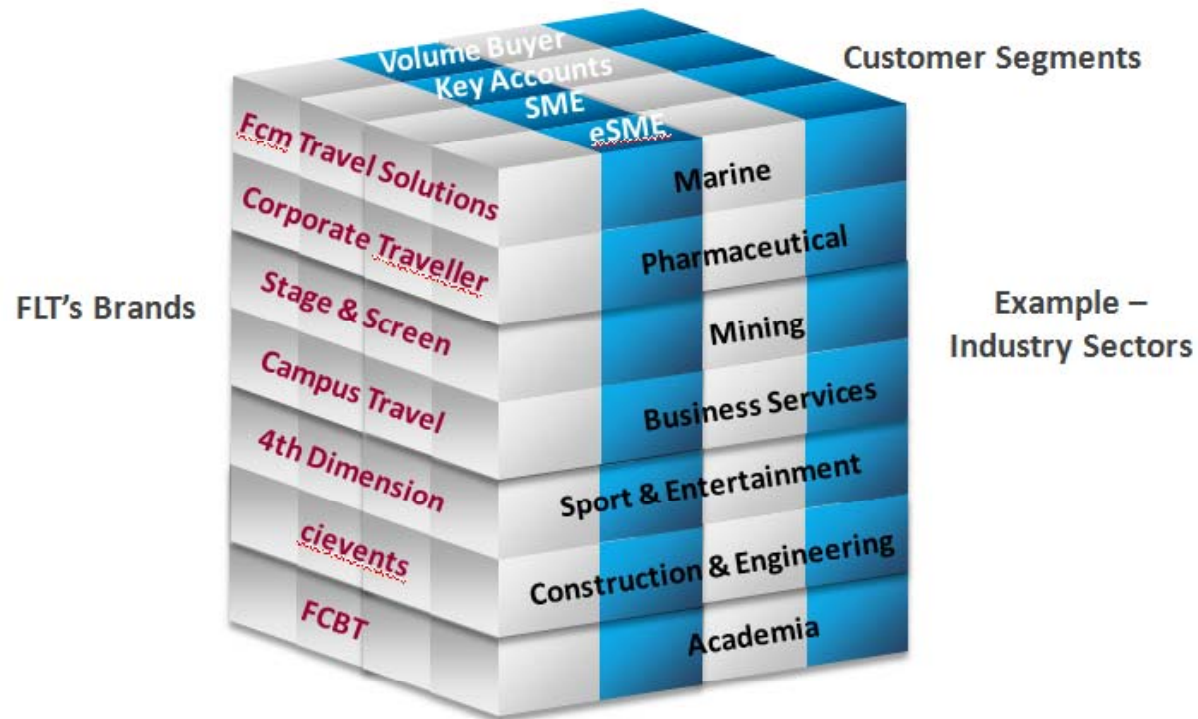 Volume Buyer
Key Accounts
SME
eSME
Customer Segments
Fcm Travel Solutions
Corporate Traveller
Stage & Screen
Campus Travel
4th Dimension
cievents
FCBT
FLT's Brands
Marine
Pharmaceutical
Mining
Business Services
Sport & Entertainment
Construction & Engineering
Academia
Example –
Industry Sectors